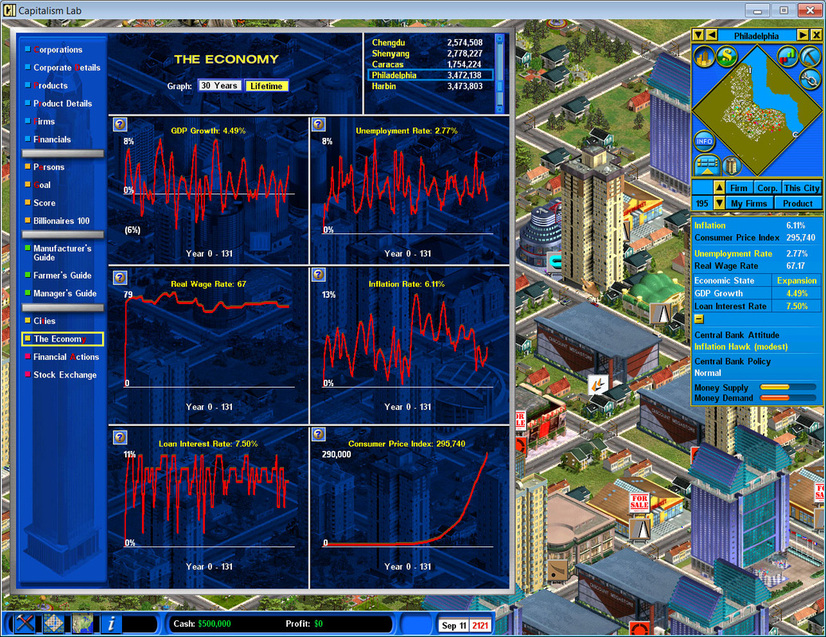 Capitalism Lab
Corporations
Corporate Details
Products
Product Details
Firms
Financials
Persons
Goal
Score
Billionaires 100
Manufacturer's
Guide
Farmer's Guide
Manager's Guide
Cities
The Economy
Financial Actions
Stock Exchange
THE ECONOMY
Graph: 30 Years Lifetime
Chengdu 2,574,508
Shenyang 2,778,227
Caracas 1,754,224
Philadelphia 3,472,138
Harbin 3,473,803
? GDP Growth: 4.49%
8%
0%
(6%)
Year 0 - 131
? Unemployment Rate: 2.77%
8%
0%
Year 0 - 131
? Real Wage Rate: 67
79
0
Year 0 - 131
? Inflation Rate: 6.11%
13%
0%
Year 0 - 131
? Loan Interest Rate: 7.50%
11%
0%
Year 0 - 131
? Consumer Price Index: 295,740
290,000
0
Year 0 - 131
Philadelphia
INFO
Firm Corp. This City
195 My Firms Product
Inflation 6.11%
Consumer Price Index 295,740
Unemployment Rate 2.77%
Real Wage Rate 67.17
Economic State Expansion
GDP Growth 4.49%
Loan Interest Rate 7.50%
Central Bank Attitude
Inflation Hawk (modest)
Central Bank Policy
Normal
Money Supply
Money Demand
FOR
SALE
Cash: $500,000 Profit: $0
Sep 11 2121